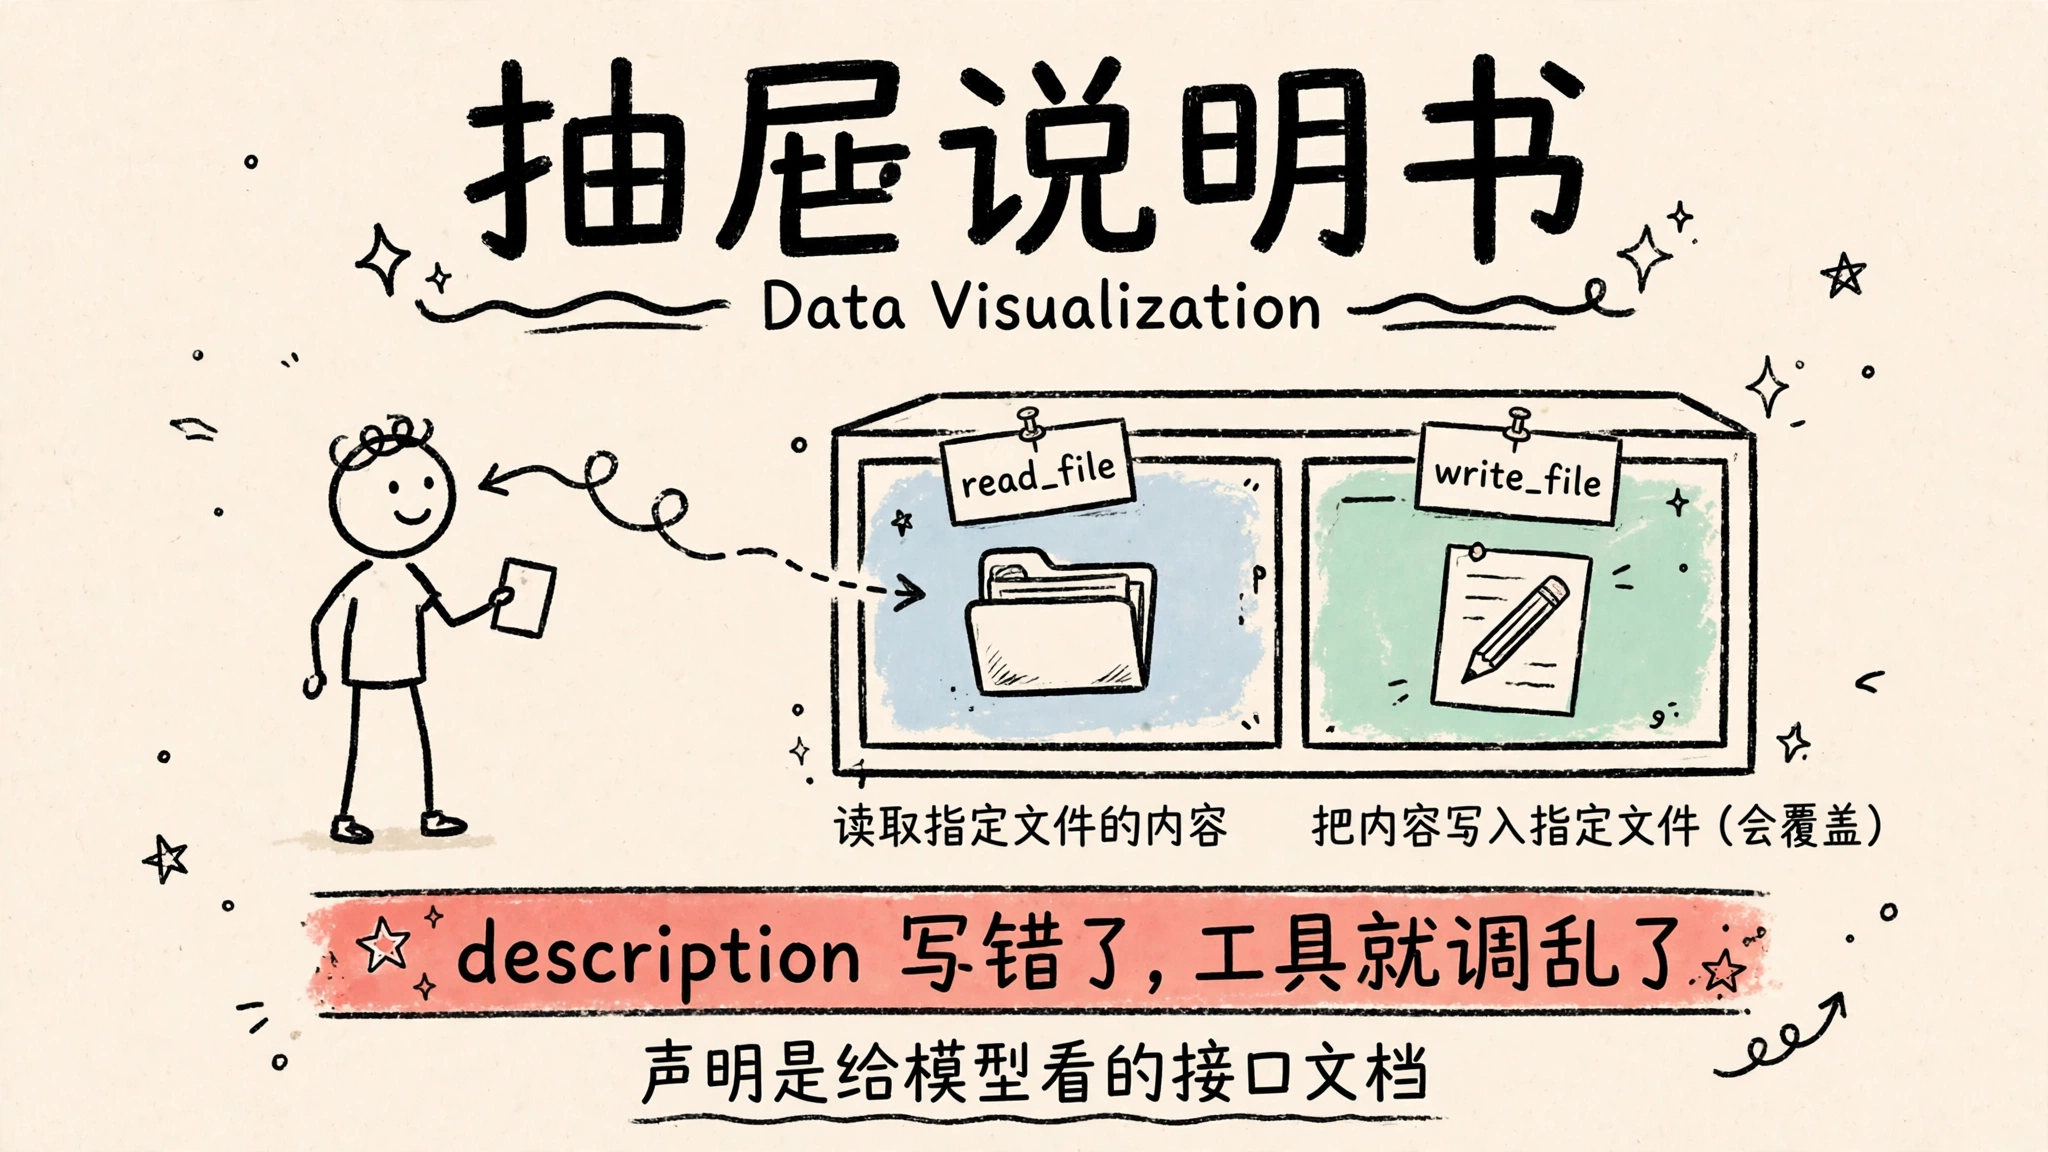 抽屉说明书
Data Visualization
read_file
write_file
读取指定文件的内容
把内容写入指定文件（会覆盖）
description 写错了，工具就调乱了
声明是给模型看的接口文档